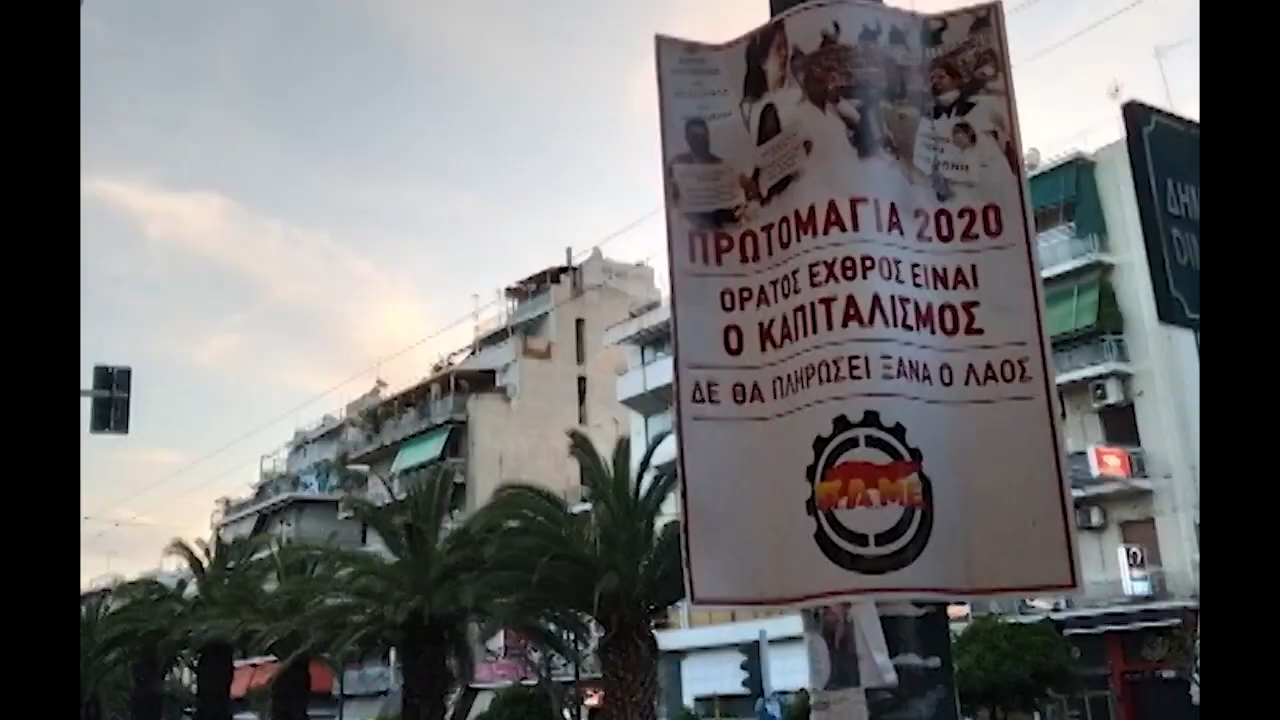 ΠΡΩΤΟΜΑΓΙΑ 2020
ΟΡΑΤΟΣ ΕΧΘΡΟΣ ΕΙΝΑΙ
Ο ΚΑΠΙΤΑΛΙΣΜΟΣ
ΔΕ ΘΑ ΠΛΗΡΩΣΕΙ ΞΑΝΑ Ο ΛΑΟΣ
Π.Α.ΜΕ